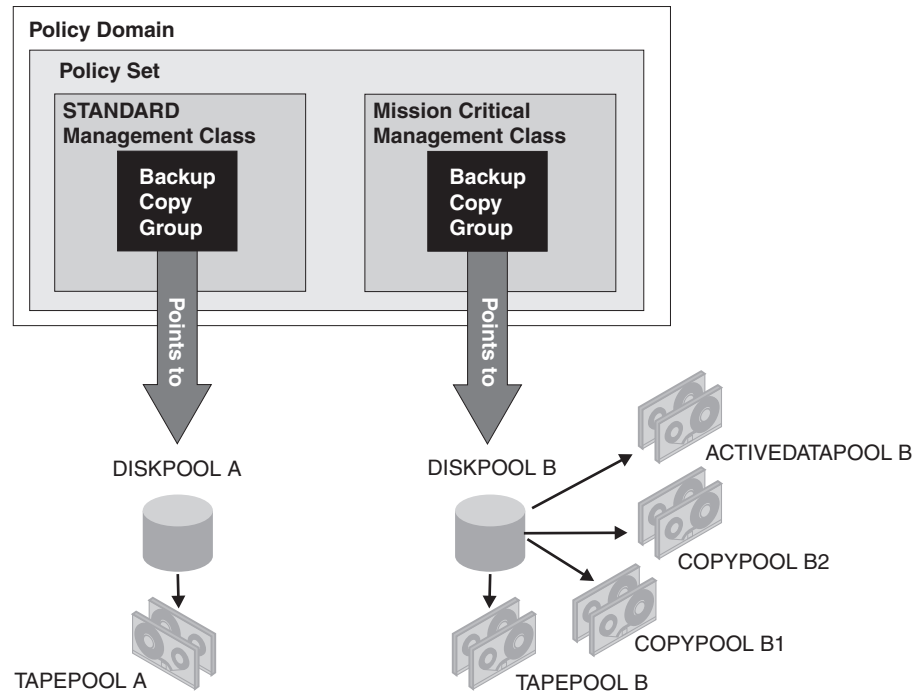 Policy Domain
Policy Set
STANDARD
Management Class
Backup
Copy
Group
Points to
Mission Critical
Management Class
Backup
Copy
Group
Points to
DISKPOOL A
DISKPOOL B
ACTIVEDATAPOOL B
COPYPOOL B2
COPYPOOL B1
TAPEPOOL A
TAPEPOOL B